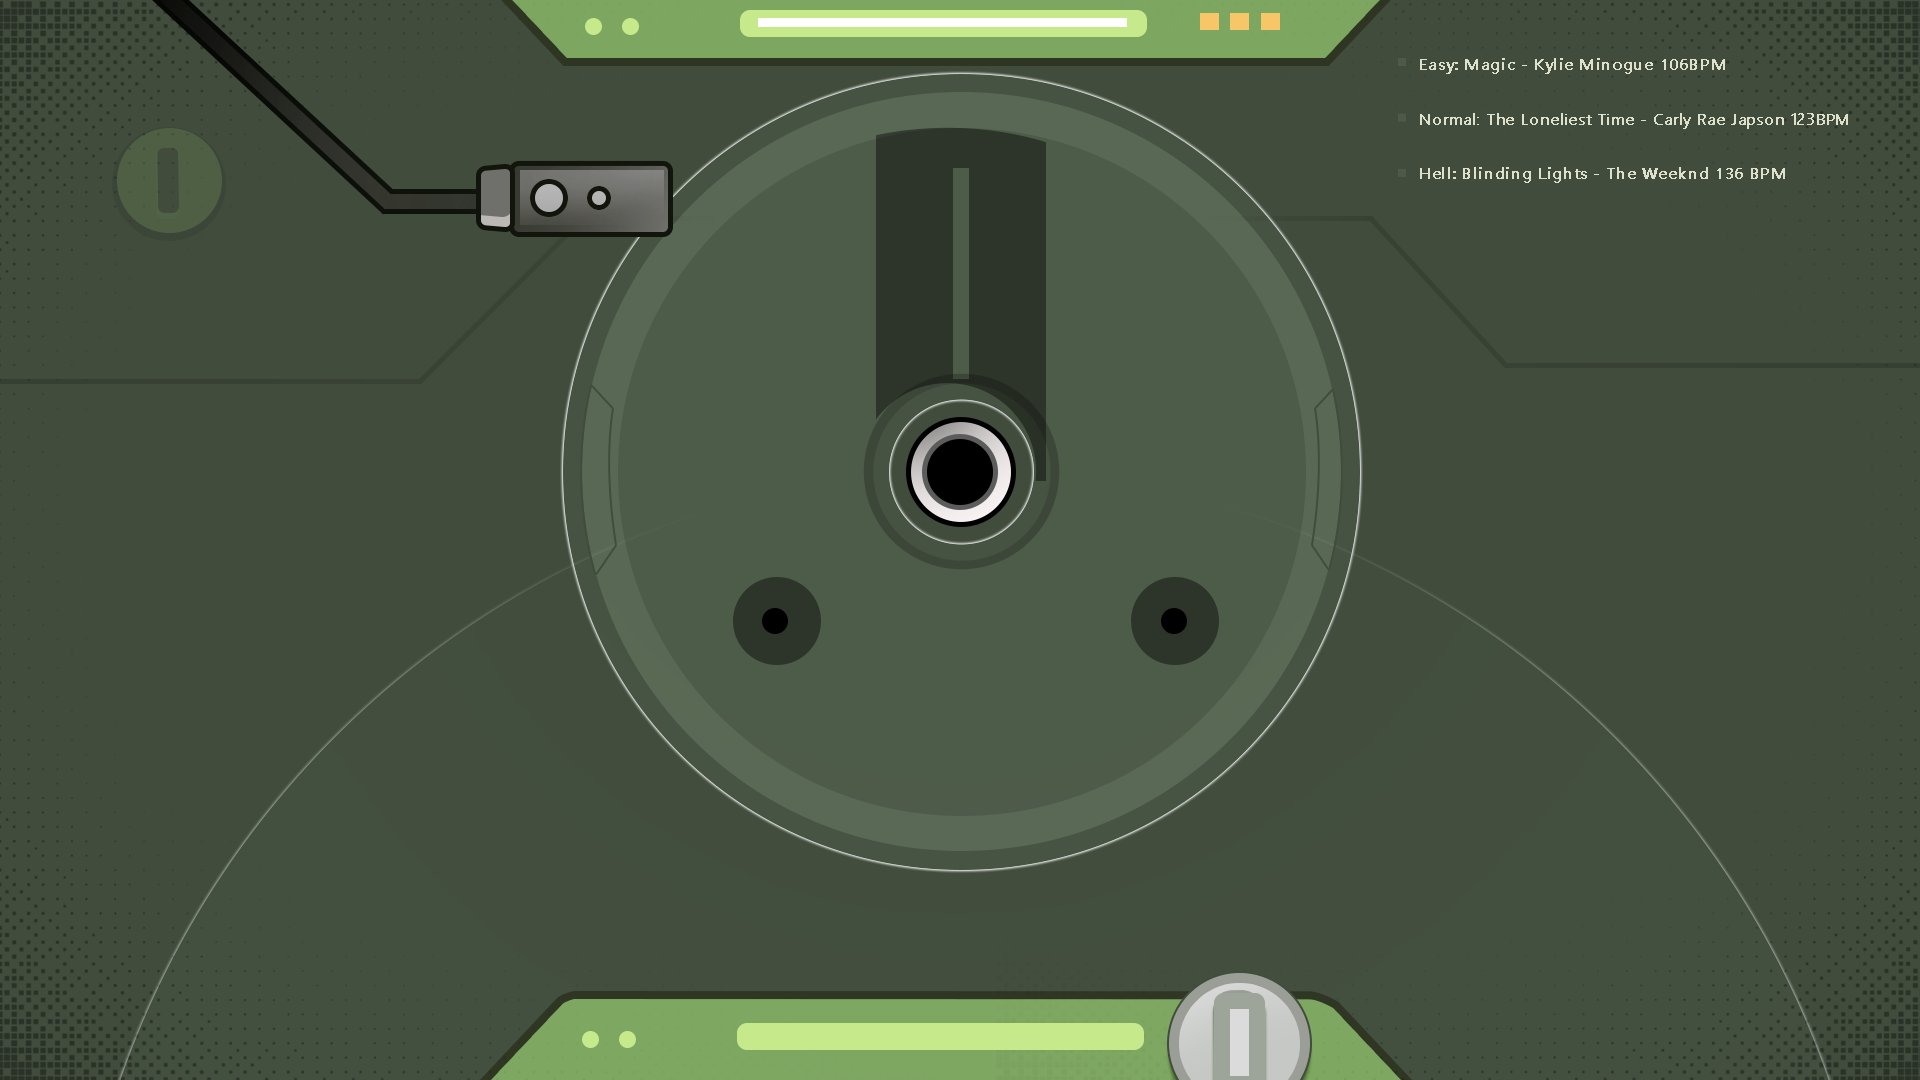 Easy: Magic - Kylie Minogue 106BPM
Normal: The Loneliest Time - Carly Rae Japson 123BPM
Hell: Blinding Lights - The Weeknd 136 BPM